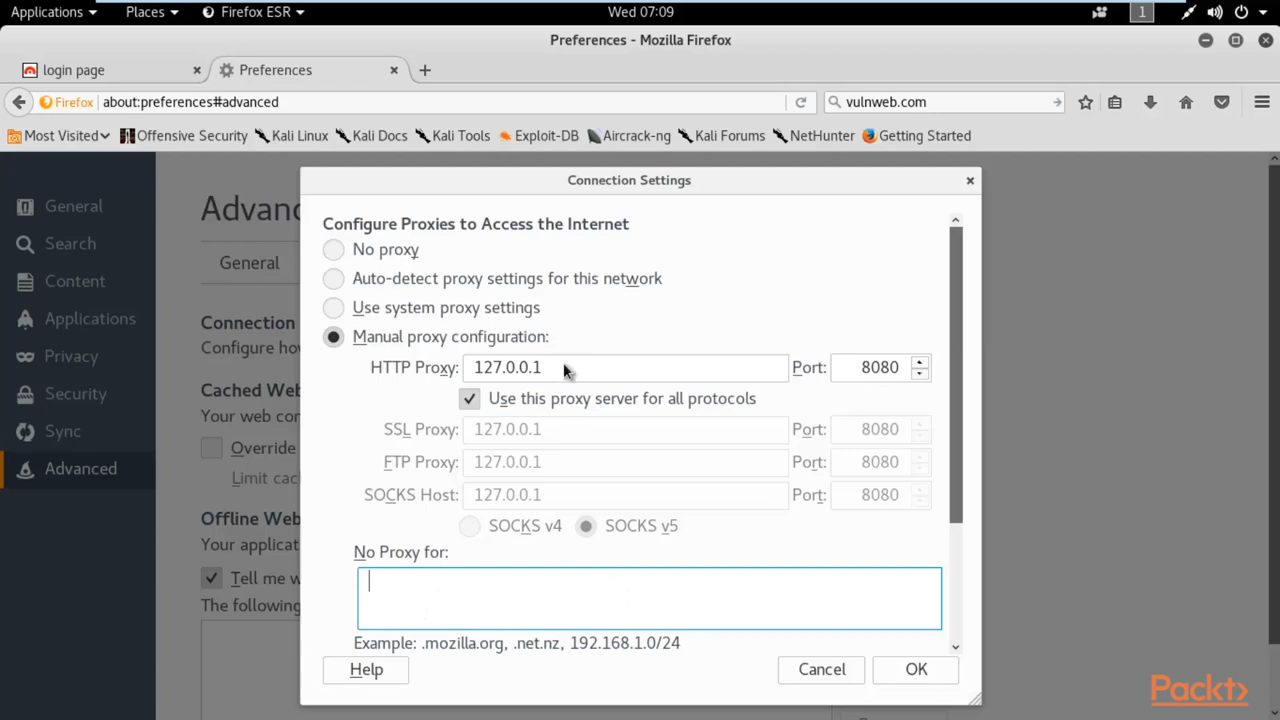 Applications Places Firefox ESR Wed 07:09 1
Preferences - Mozilla Firefox
login page Preferences
Firefox about:preferences#advanced vulnweb.com
Most Visited Offensive Security Kali Linux Kali Docs Kali Tools Exploit-DB Aircrack-ng Kali Forums NetHunter Getting Started
Connection Settings
General
Search
Content
Applications
Privacy
Security
Sync
Advanced
Advanc
General
Connection
Configure how
Cached Web
Your web con
Override
Limit cac
Offline Web
Your applicat
Tell me w
The following
Configure Proxies to Access the Internet
No proxy
Auto-detect proxy settings for this network
Use system proxy settings
Manual proxy configuration:
HTTP Proxy: 127.0.0.1 Port: 8080
Use this proxy server for all protocols
SSL Proxy: 127.0.0.1 Port: 8080
FTP Proxy: 127.0.0.1 Port: 8080
SOCKS Host: 127.0.0.1 Port: 8080
SOCKS v4 SOCKS v5
No Proxy for:
Example: .mozilla.org, .net.nz, 192.168.1.0/24
Help Cancel OK
Packt